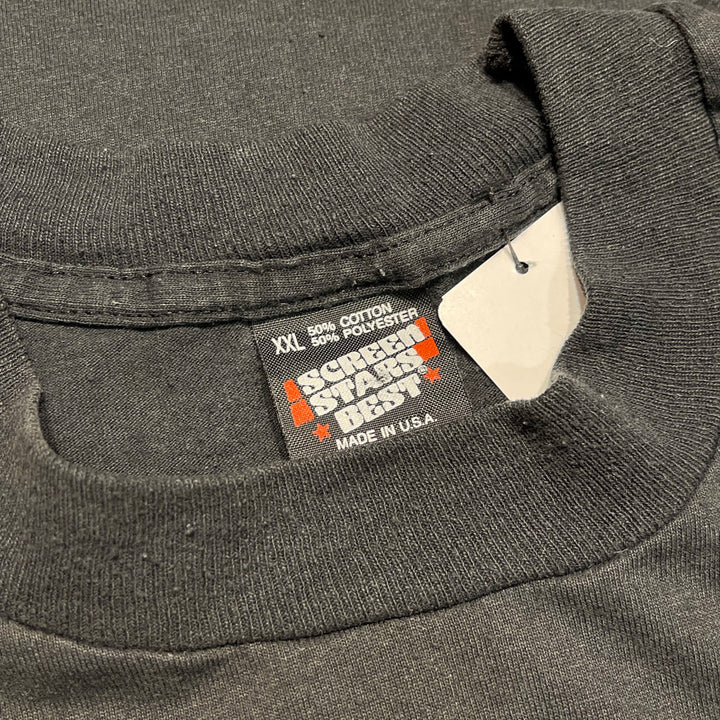 XXL 50% COTTON
50% POLYESTER
SCREEN
STARS
BEST®
MADE IN U.S.A.